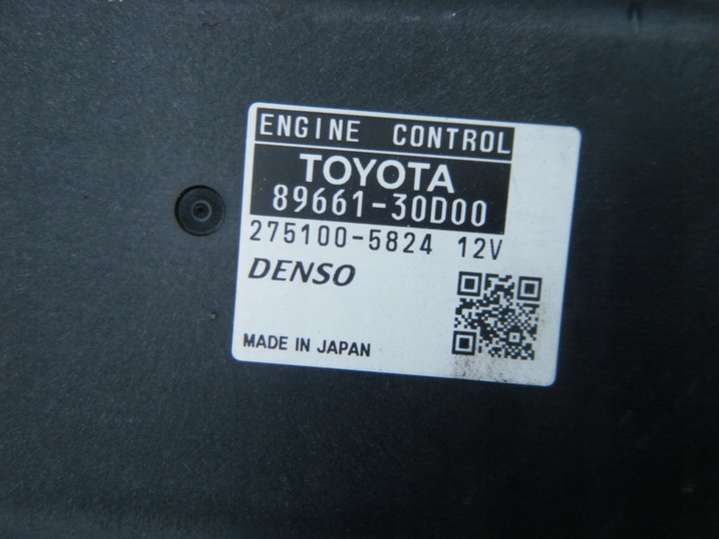 ENGINE CONTROL
TOYOTA
89661-30D00
275100-5824 12V
DENSO
MADE IN JAPAN